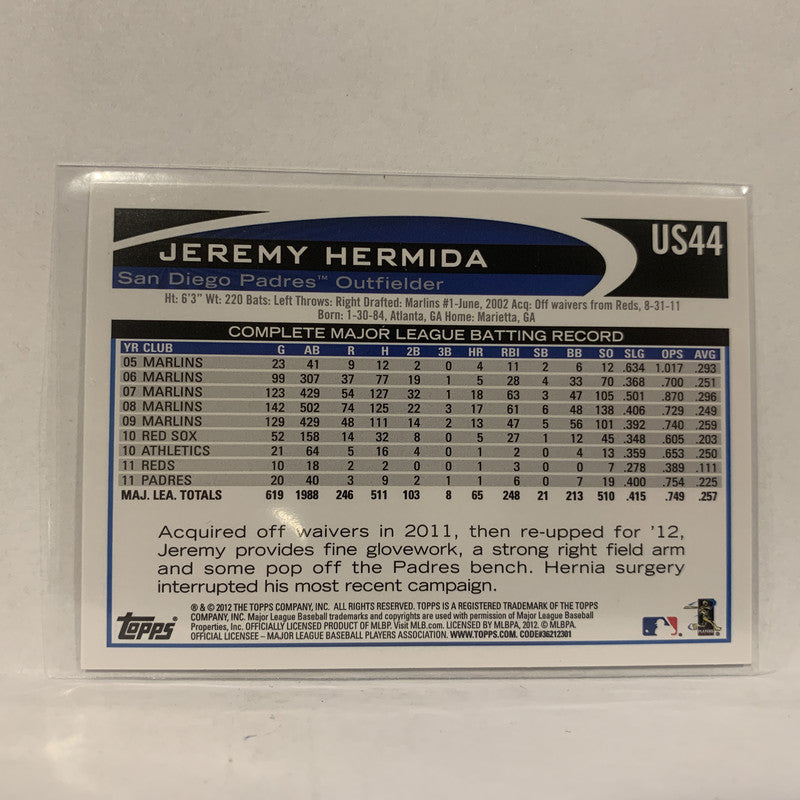 US44
JEREMY HERMIDA
San Diego Padres™ Outfielder
Ht: 6'3" Wt: 220 Bats: Left Throws: Right Drafted: Marlins #1-June, 2002 Acq: Off waivers from Reds, 8-31-11
Born: 1-30-84, Atlanta, GA Home: Marietta, GA
COMPLETE MAJOR LEAGUE BATTING RECORD
YR CLUB G AB R H 2B 3B HR RBI SB BB SO SLG OPS AVG
05 MARLINS 23 41 9 12 2 0 4 11 2 6 12 .634 1.017 .293
06 MARLINS 99 307 37 77 19 1 5 28 4 33 70 .368 .700 .251
07 MARLINS 123 429 54 127 32 1 18 63 3 47 105 .501 .870 .296
08 MARLINS 142 502 74 125 22 3 17 61 6 48 138 .406 .729 .249
09 MARLINS 129 429 48 111 14 2 13 47 5 56 101 .392 .740 .259
10 RED SOX 52 158 14 32 8 0 5 27 1 12 45 .348 .605 .203
10 ATHLETICS 21 64 5 16 4 0 1 2 0 4 13 .359 .653 .250
11 REDS 10 18 2 2 0 0 1 3 0 0 7 .278 .389 .111
11 PADRES 20 40 3 9 2 1 1 6 0 7 19 .400 .754 .225
MAJ. LEA. TOTALS 619 1988 246 511 103 8 65 248 21 213 510 .415 .749 .257
Acquired off waivers in 2011, then re-upped for '12,
Jeremy provides fine glovework, a strong right field arm
and some pop off the Padres bench. Hernia surgery
interrupted his most recent campaign.
® & © 2012 THE TOPPS COMPANY, INC. ALL RIGHTS RESERVED. TOPPS IS A REGISTERED TRADEMARK OF THE TOPPS
COMPANY, INC. Major League Baseball trademarks and copyrights are used with permission of Major League Baseball
Properties, Inc. OFFICIALLY LICENSED PRODUCT OF MLBP. Visit MLB.com. LICENSED BY MLBPA, 2012. © MLBPA.
OFFICIAL LICENSEE – MAJOR LEAGUE BASEBALL PLAYERS ASSOCIATION. WWW.TOPPS.COM. CODE#36212301
Topps